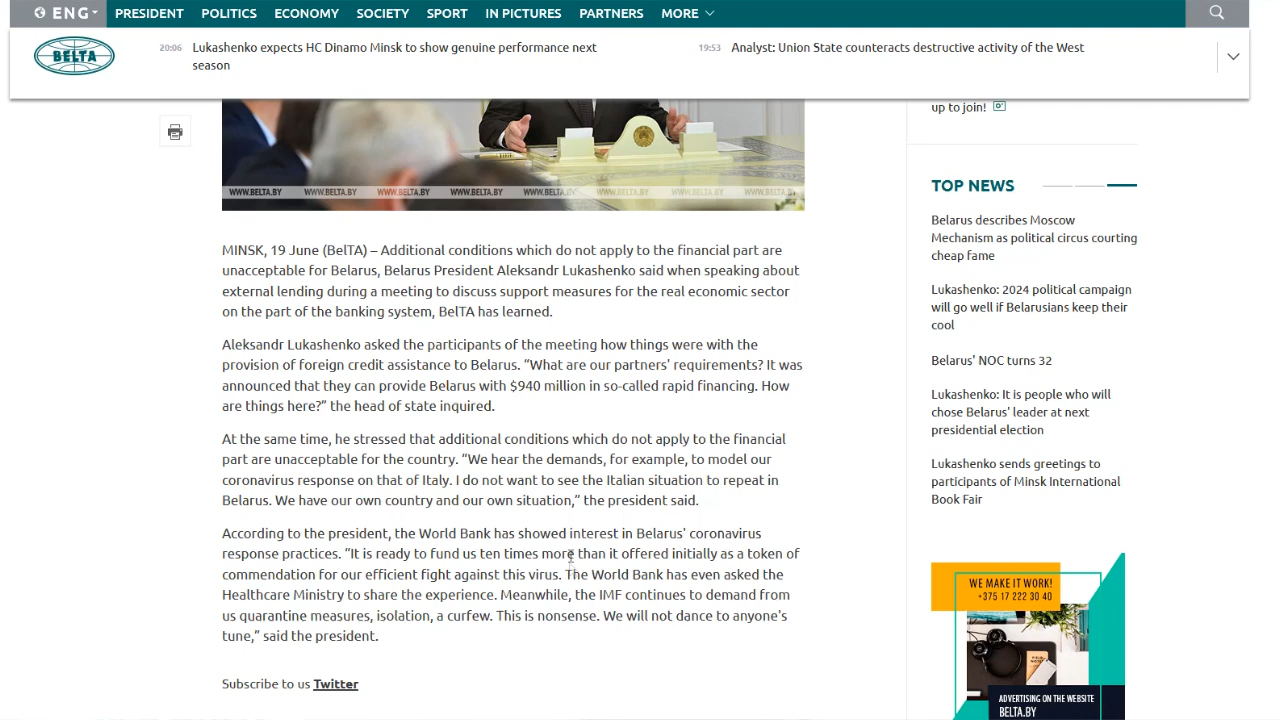 ENG PRESIDENT POLITICS ECONOMY SOCIETY SPORT IN PICTURES PARTNERS MORE
BELTA
20:06 Lukashenko expects HC Dinamo Minsk to show genuine performance next
season
19:53 Analyst: Union State counteracts destructive activity of the West
WWW.BELTA.BY WWW.BELTA.BY WWW.BELTA.BY WWW.BELTA.BY WWW.BELTA.BY WWW.BELTA.BY WWW.BELTA.BY WWW.BELTA.BY
MINSK, 19 June (BelTA) – Additional conditions which do not apply to the financial part are
unacceptable for Belarus, Belarus President Aleksandr Lukashenko said when speaking about
external lending during a meeting to discuss support measures for the real economic sector
on the part of the banking system, BelTA has learned.
Aleksandr Lukashenko asked the participants of the meeting how things were with the
provision of foreign credit assistance to Belarus. “What are our partners' requirements? It was
announced that they can provide Belarus with $940 million in so-called rapid financing. How
are things here?” the head of state inquired.
At the same time, he stressed that additional conditions which do not apply to the financial
part are unacceptable for the country. “We hear the demands, for example, to model our
coronavirus response on that of Italy. I do not want to see the Italian situation to repeat in
Belarus. We have our own country and our own situation,” the president said.
According to the president, the World Bank has showed interest in Belarus' coronavirus
response practices. “It is ready to fund us ten times more than it offered initially as a token of
commendation for our efficient fight against this virus. The World Bank has even asked the
Healthcare Ministry to share the experience. Meanwhile, the IMF continues to demand from
us quarantine measures, isolation, a curfew. This is nonsense. We will not dance to anyone's
tune,” said the president.
Subscribe to us Twitter
up to join!
TOP NEWS
Belarus describes Moscow
Mechanism as political circus courting
cheap fame
Lukashenko: 2024 political campaign
will go well if Belarusians keep their
cool
Belarus' NOC turns 32
Lukashenko: It is people who will
chose Belarus' leader at next
presidential election
Lukashenko sends greetings to
participants of Minsk International
Book Fair
WE MAKE IT WORK!
+375 17 222 30 40
ADVERTISING ON THE WEBSITE
BELTA.BY